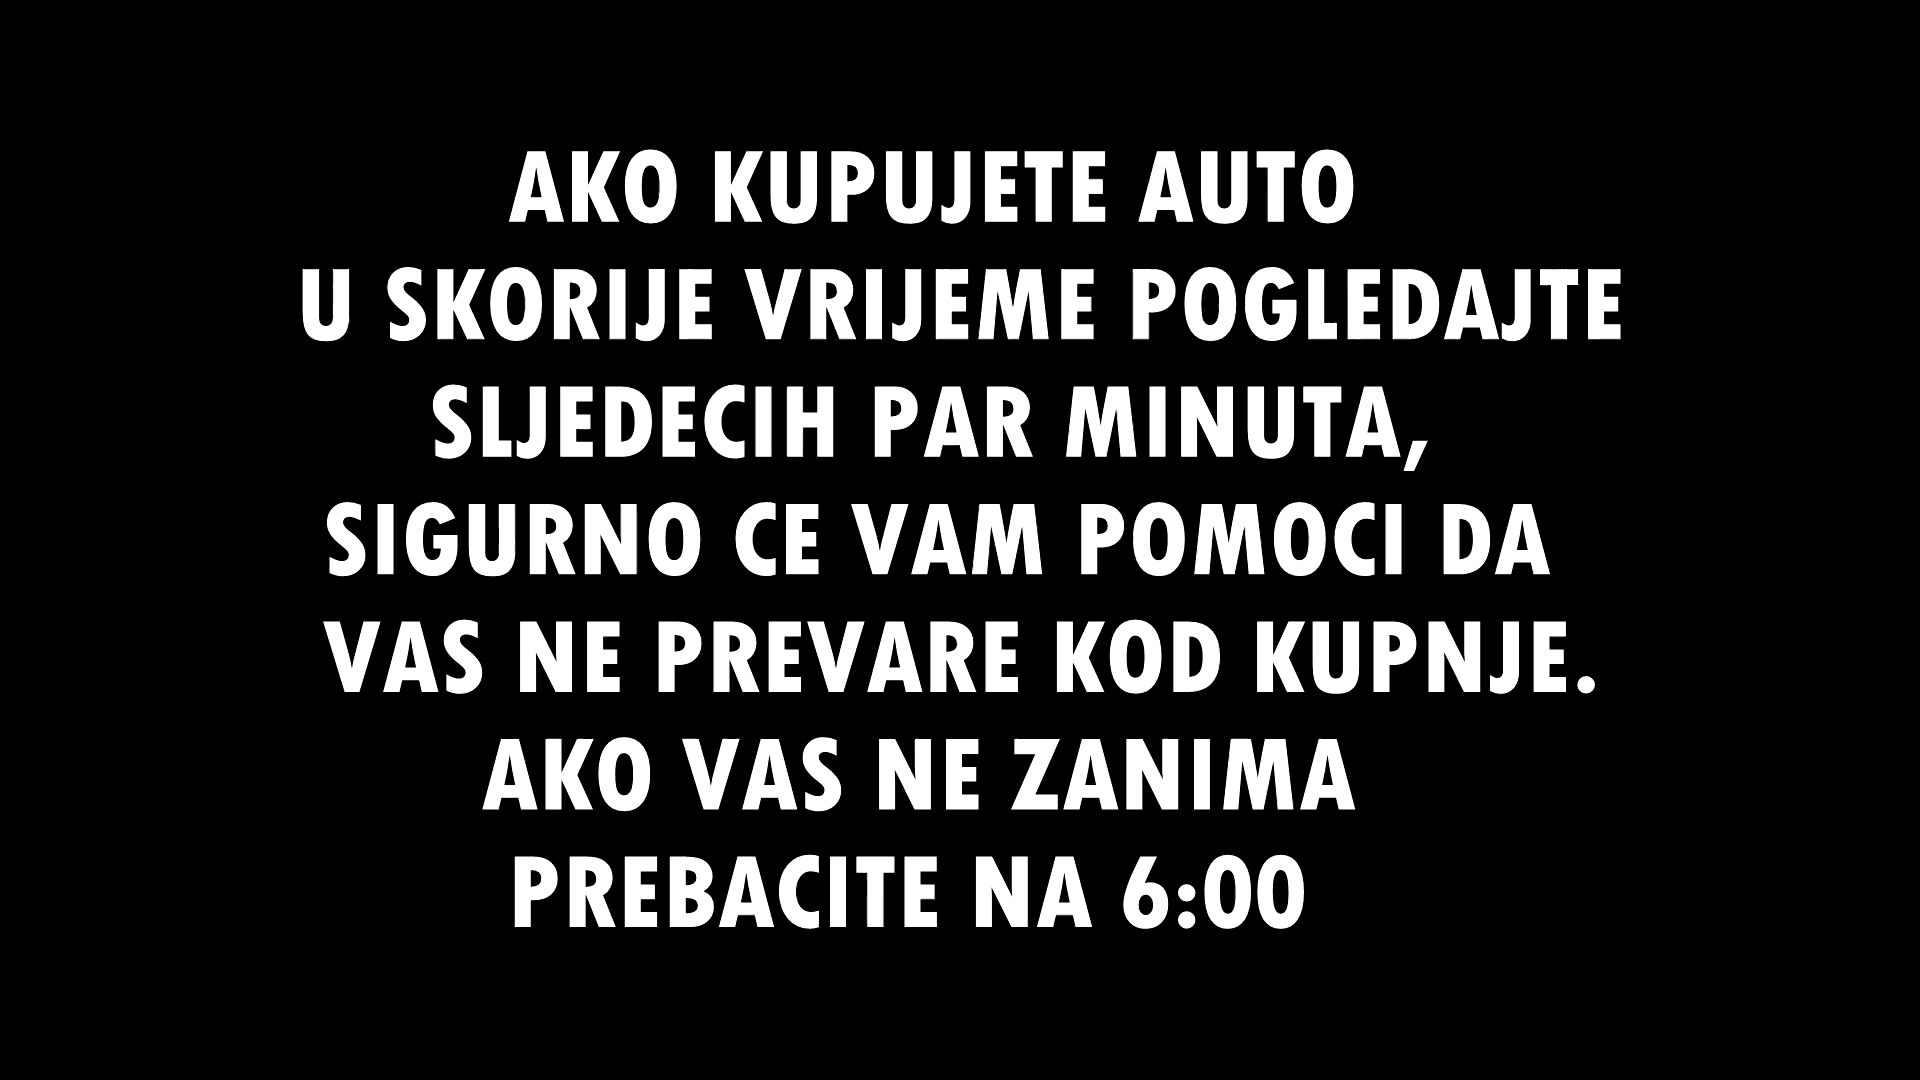 AKO KUPUJETE AUTO
U SKORIJE VRIJEME POGLEDAJTE
SLJEDECIH PAR MINUTA,
SIGURNO CE VAM POMOCI DA
VAS NE PREVARE KOD KUPNJE.
AKO VAS NE ZANIMA
PREBACITE NA 6:00